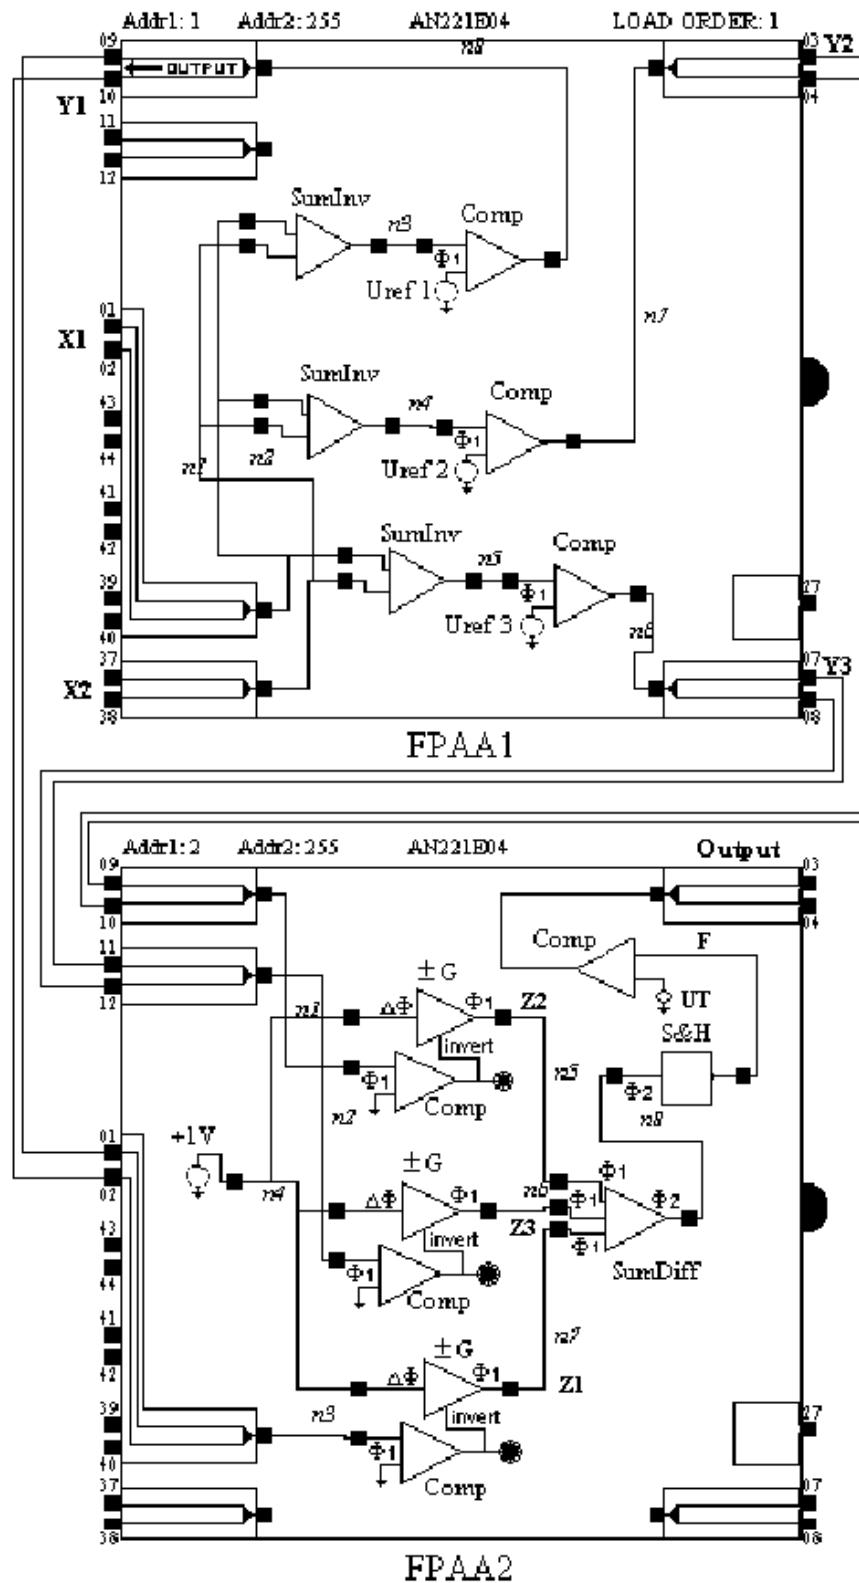 Addr1: 1 Addr2: 255 AN221E04 LOAD ORDER: 1
09 n8 03 Y2
OUTPUT
10 04
Y1
11
12
SumInv
n3 Comp
Φ1
Uref 1
01 n7
X1
02
SumInv
43 n4 Comp
Φ1
44 n1 n2 Uref 2
41
42 SumInv
n5 Comp
39 Φ1 27
Uref 3 n6
40
37 07 Y3
X2
38 08
FPAA1
Addr1: 2 Addr2: 255 AN221E04 Output
09 03
10 04
11 Comp F
± G
12 UT
ΔΦ Φ1 Z2
S&H
invert
Φ1 n5 Φ2
Comp n8
n2
01 +1V
± G
02 n4 ΔΦ Φ1 n6 Φ1 Φ2
Φ1
Z3
43 invert Φ1
Φ1 SumDiff
44 Comp
41 n7
± G
42 ΔΦ Φ1 Z1
39 n3 invert 27
Φ1
40 Comp
37 07
38 08
FPAA2